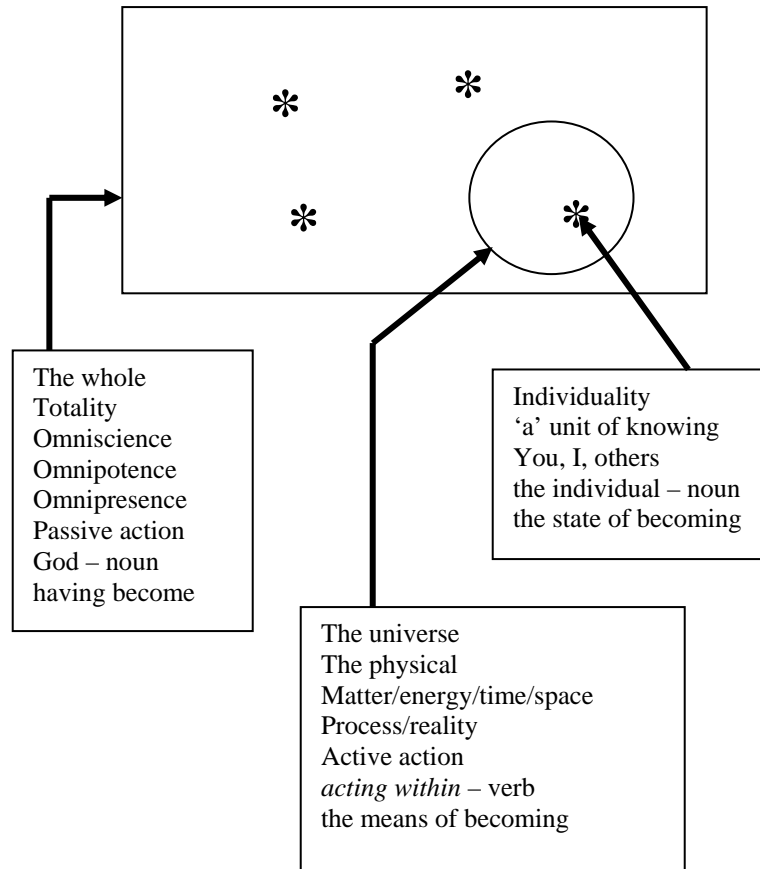 The whole
Totality
Omniscience
Omnipotence
Omnipresence
Passive action
God – noun
having become
Individuality
‘a’ unit of knowing
You, I, others
the individual – noun
the state of becoming
The universe
The physical
Matter/energy/time/space
Process/reality
Active action
acting within – verb
the means of becoming